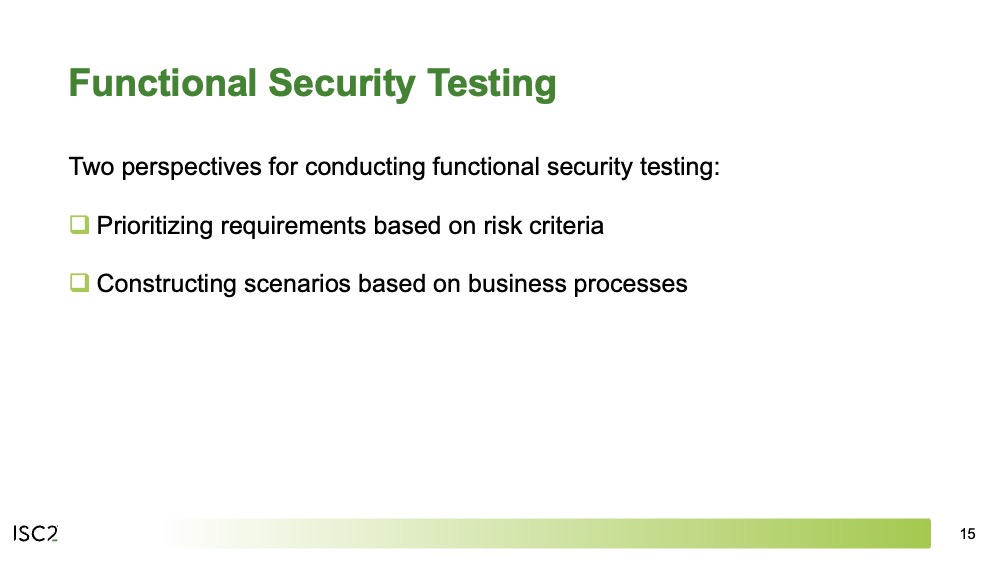 Functional Security Testing
Two perspectives for conducting functional security testing:
❑ Prioritizing requirements based on risk criteria
❑ Constructing scenarios based on business processes
ISC2
15